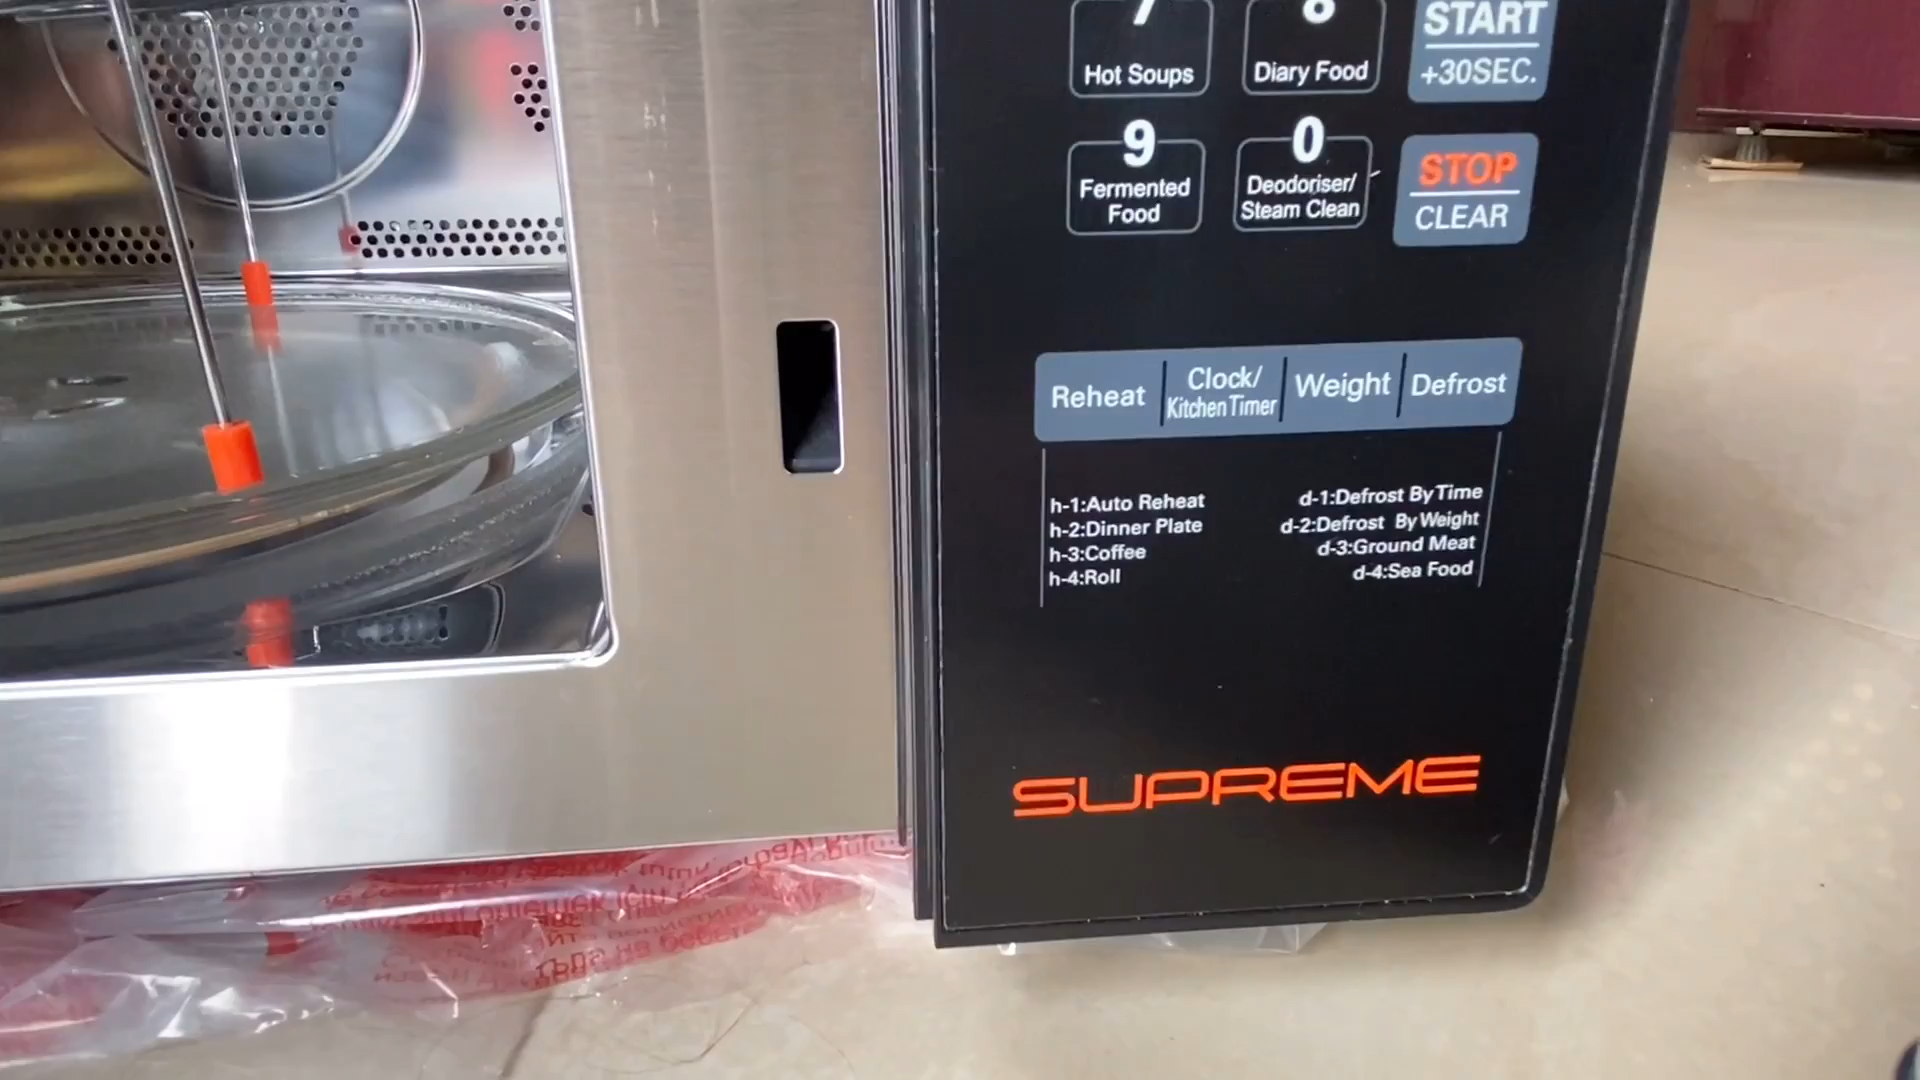 7
Hot Soups
8
Diary Food
START
+30SEC.
9
Fermented
Food
0
Deodoriser/
Steam Clean
STOP
CLEAR
Reheat
Clock/
Kitchen Timer
Weight
Defrost
h-1:Auto Reheat
h-2:Dinner Plate
h-3:Coffee
h-4:Roll
d-1:Defrost By Time
d-2:Defrost By Weight
d-3:Ground Meat
d-4:Sea Food
SUPREME